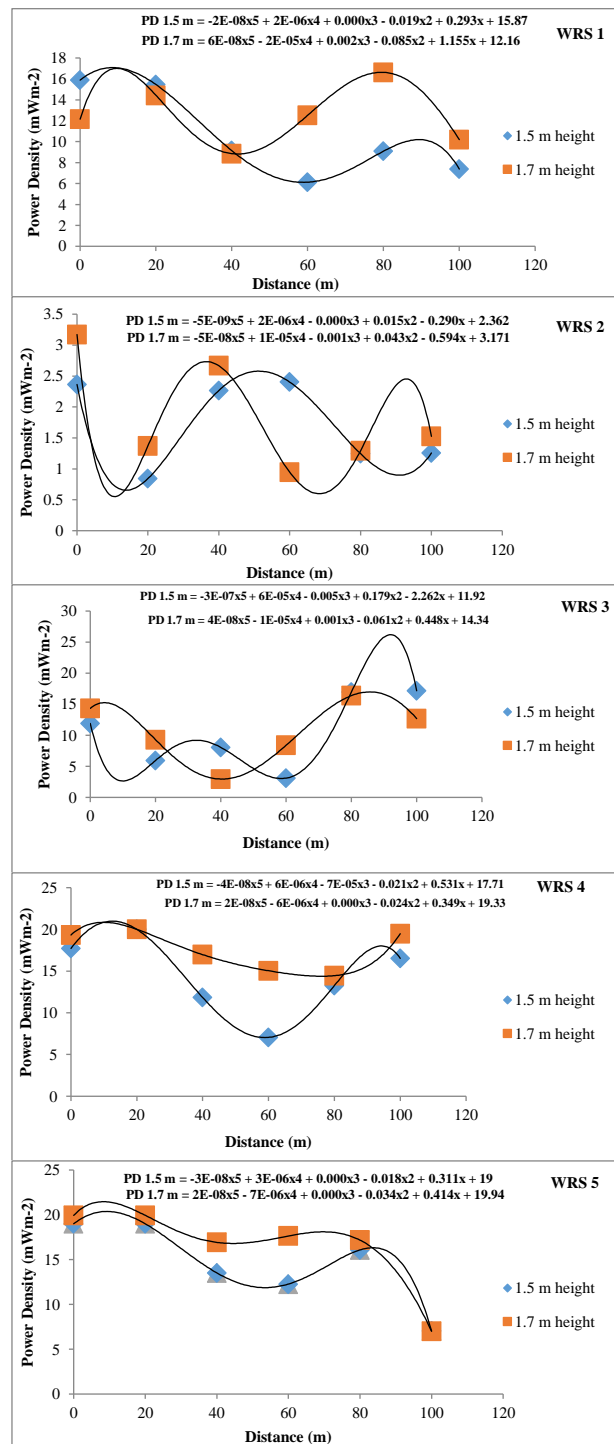 PD 1.5 m = -2E-08x5 + 2E-06x4 + 0.000x3 - 0.019x2 + 0.293x + 15.87
PD 1.7 m = 6E-08x5 - 2E-05x4 + 0.002x3 - 0.085x2 + 1.155x + 12.16
WRS 1
Power Density (mWm-2)
18
16
14
12
10
8
6
4
2
0
0 20 40 60 80 100 120
Distance (m)
1.5 m height
1.7 m height
PD 1.5 m = -5E-09x5 + 2E-06x4 - 0.000x3 + 0.015x2 - 0.290x + 2.362
PD 1.7 m = -5E-08x5 + 1E-05x4 - 0.001x3 + 0.043x2 - 0.594x + 3.171
WRS 2
Power Density (mWm-2)
3.5
3
2.5
2
1.5
1
0.5
0
0 20 40 60 80 100 120
Distance (m)
1.5 m height
1.7 m height
PD 1.5 m = -3E-07x5 + 6E-05x4 - 0.005x3 + 0.179x2 - 2.262x + 11.92
PD 1.7 m = 4E-08x5 - 1E-05x4 + 0.001x3 - 0.061x2 + 0.448x + 14.34
WRS 3
Power Density (mWm-2)
30
25
20
15
10
5
0
0 20 40 60 80 100 120
Distance (m)
1.5 m height
1.7 m height
PD 1.5 m = -4E-08x5 + 6E-06x4 - 7E-05x3 - 0.021x2 + 0.531x + 17.71
PD 1.7 m = 2E-08x5 - 6E-06x4 + 0.000x3 - 0.024x2 + 0.349x + 19.33
WRS 4
Power Density (mWm-2)
25
20
15
10
5
0
0 20 40 60 80 100 120
Distance (m)
1.5 m height
1.7 m height
PD 1.5 m = -3E-08x5 + 3E-06x4 + 0.000x3 - 0.018x2 + 0.311x + 19
PD 1.7 m = 2E-08x5 - 7E-06x4 + 0.000x3 - 0.034x2 + 0.414x + 19.94
WRS 5
Power Density (mWm-2)
25
20
15
10
5
0
0 20 40 60 80 100 120
Distance (m)
1.5 m height
1.7 m height